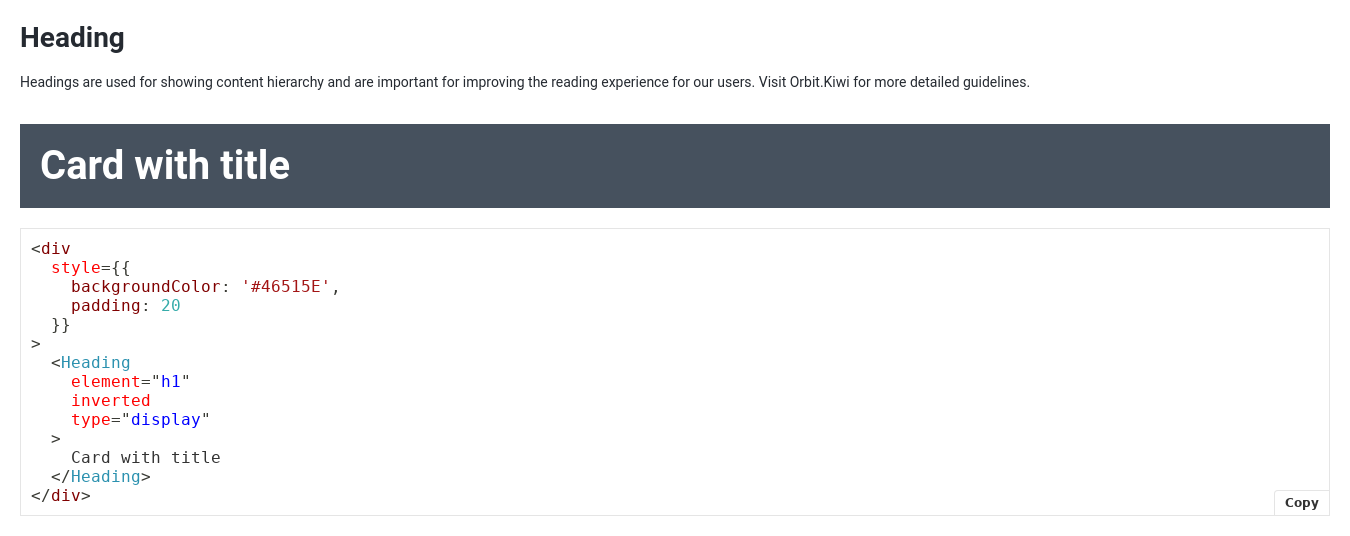 Heading
Headings are used for showing content hierarchy and are important for improving the reading experience for our users. Visit Orbit.Kiwi for more detailed guidelines.
Card with title
<div
  style={{
    backgroundColor: '#46515E',
    padding: 20
  }}
>
  <Heading
    element="h1"
    inverted
    type="display"
  >
    Card with title
  </Heading>
</div>
Copy